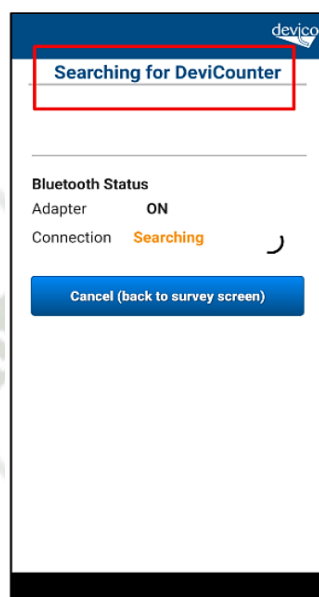 devico
Searching for DeviCounter
Bluetooth Status
Adapter ON
Connection Searching
Cancel (back to survey screen)